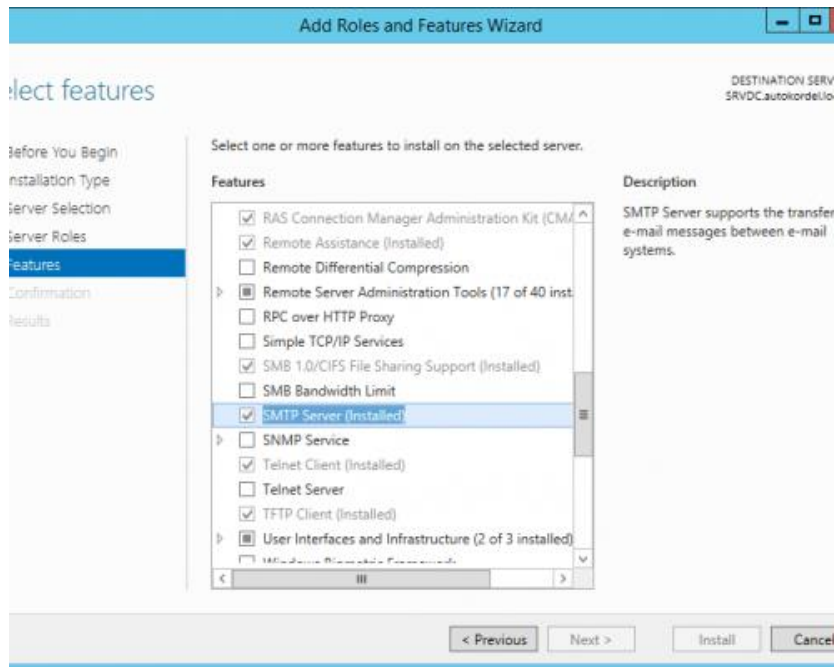 Add Roles and Features Wizard
elect features
DESTINATION SERV
SRVDC.autokordel.lo
Before You Begin
Installation Type
Server Selection
Server Roles
Features
Confirmation
Results
Select one or more features to install on the selected server.
Features
RAS Connection Manager Administration Kit (CMA
Remote Assistance (Installed)
Remote Differential Compression
Remote Server Administration Tools (17 of 40 inst
RPC over HTTP Proxy
Simple TCP/IP Services
SMB 1.0/CIFS File Sharing Support (Installed)
SMB Bandwidth Limit
SMTP Server (Installed)
SNMP Service
Telnet Client (Installed)
Telnet Server
TFTP Client (Installed)
User Interfaces and Infrastructure (2 of 3 installed)
Windows Biometric Framework
Description
SMTP Server supports the transfer
e-mail messages between e-mail
systems.
< Previous
Next >
Install
Cancel